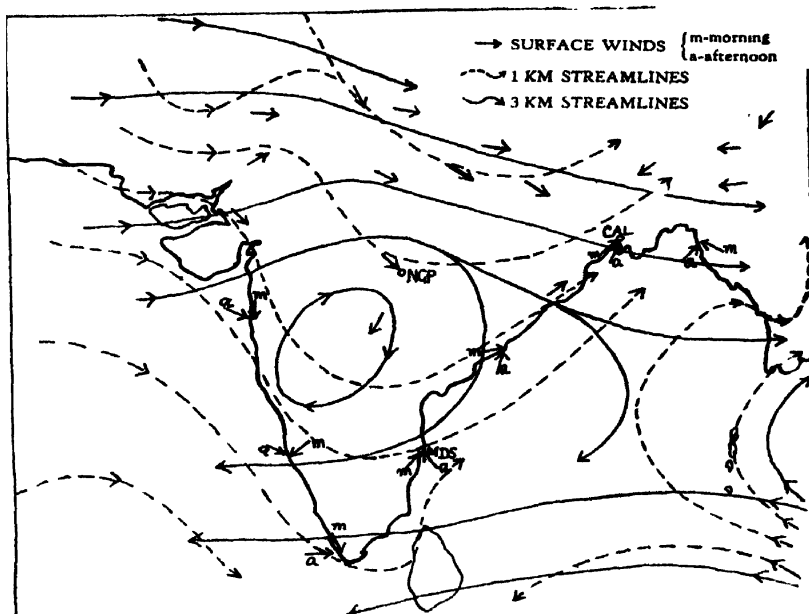 → SURFACE WINDS { m-morning
a-afternoon
1 KM STREAMLINES
3 KM STREAMLINES
CAL
m
a
m
a
NGP
a
m
m
a
a
m
MDS
m
a
m
a